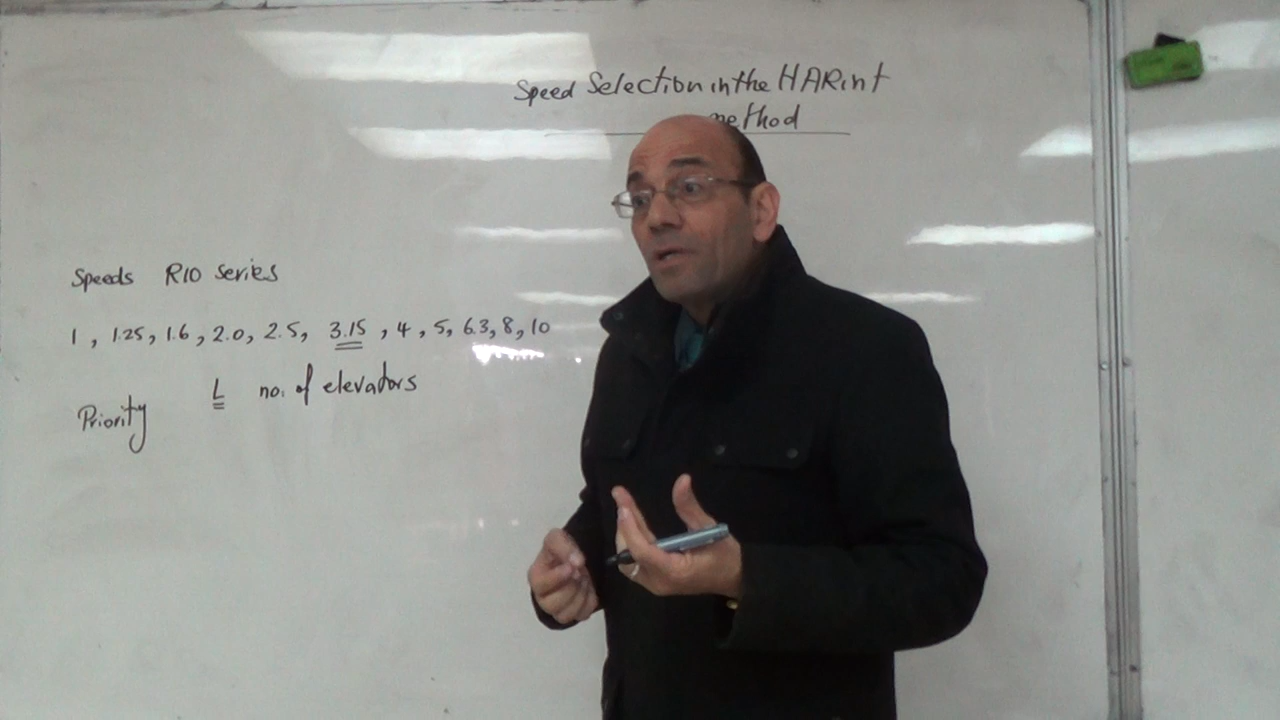 Speed Selection in the HARint
method
Speeds R10 series
1, 1.25, 1.6, 2.0, 2.5, 3.15, 4, 5, 6.3, 8, 10
Priority L no. of elevators